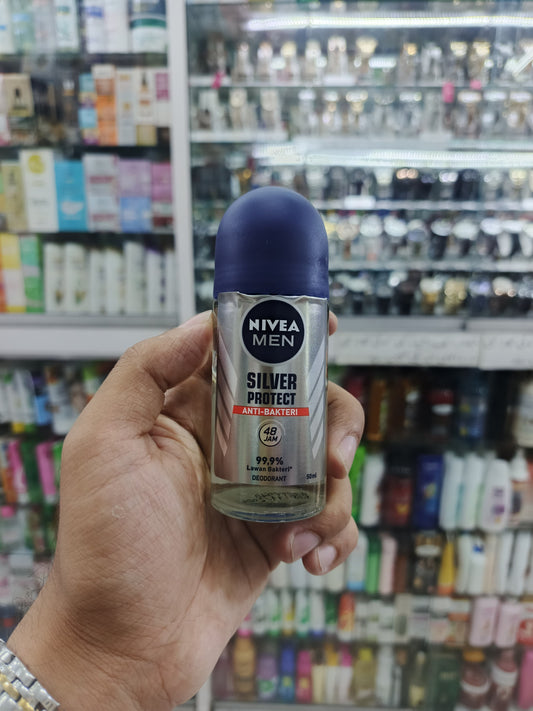 NIVEA
MEN
SILVER
PROTECT
ANTI-BAKTERI
48
JAM
99,9%
Lawan Bakteri*
DEODORANT
50ml